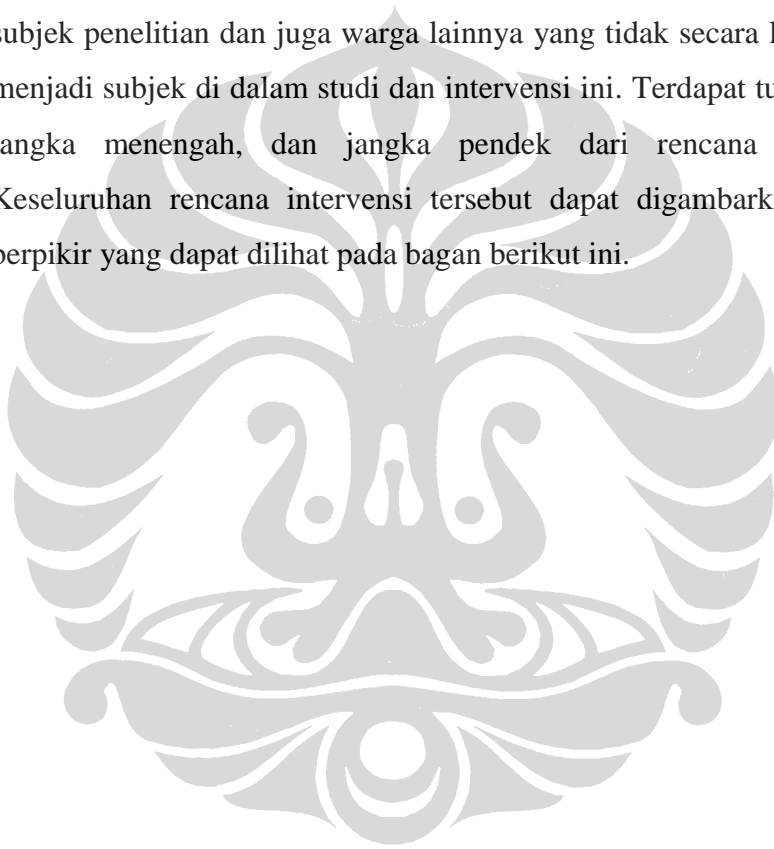 subjek penelitian dan juga warga lainnya yang tidak secara
menjadi subjek di dalam studi dan intervensi ini. Terdapat
jangka menengah, dan jangka pendek dari rencana
Keseluruhan rencana intervensi tersebut dapat
berpikir yang dapat dilihat pada bagan berikut ini.